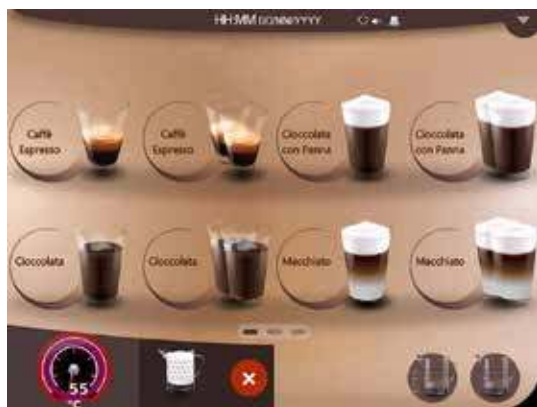 HH:MM DD/MM/YYYY
Caffè
Espresso
Caffè
Espresso
Cioccolata
con Panna
Cioccolata
con Panna
Cioccolata
Cioccolata
Macchiato
Macchiato
55
°C